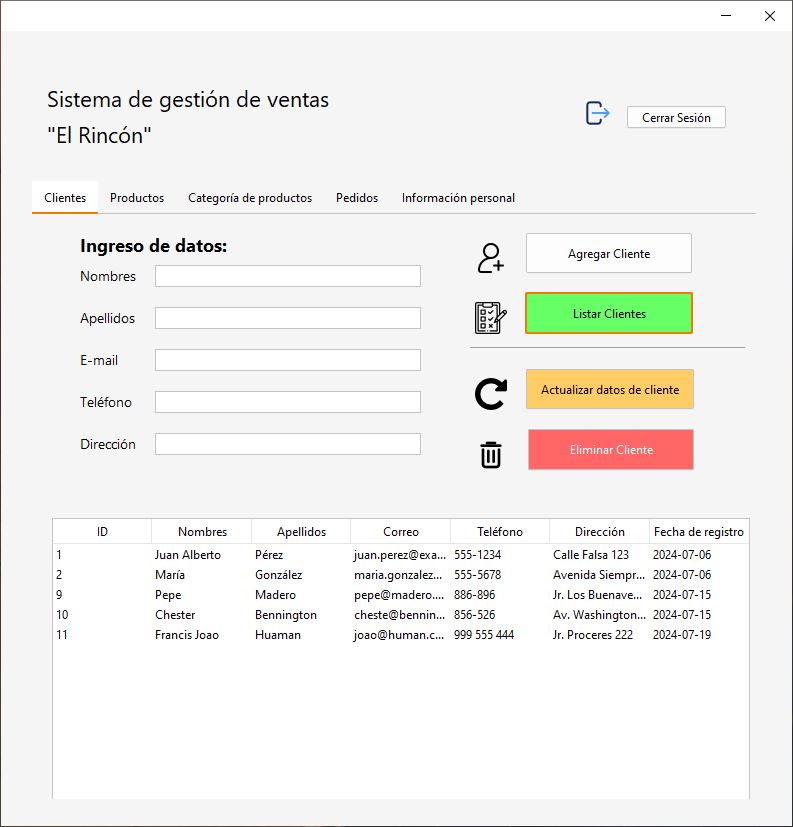 Sistema de gestión de ventas
"El Rincón"
Cerrar Sesión
Clientes Productos Categoría de productos Pedidos Información personal
Ingreso de datos:
Nombres
Apellidos
E-mail
Teléfono
Dirección
Agregar Cliente
Listar Clientes
Actualizar datos de cliente
Eliminar Cliente
ID Nombres Apellidos Correo Teléfono Dirección Fecha de registro
1 Juan Alberto Pérez juan.perez@exa... 555-1234 Calle Falsa 123 2024-07-06
2 María González maria.gonzalez... 555-5678 Avenida Siempr... 2024-07-06
9 Pepe Madero pepe@madero.... 886-896 Jr. Los Buenave... 2024-07-15
10 Chester Bennington cheste@bennin... 856-526 Av. Washington... 2024-07-15
11 Francis Joao Huaman joao@human.c... 999 555 444 Jr. Proceres 222 2024-07-19